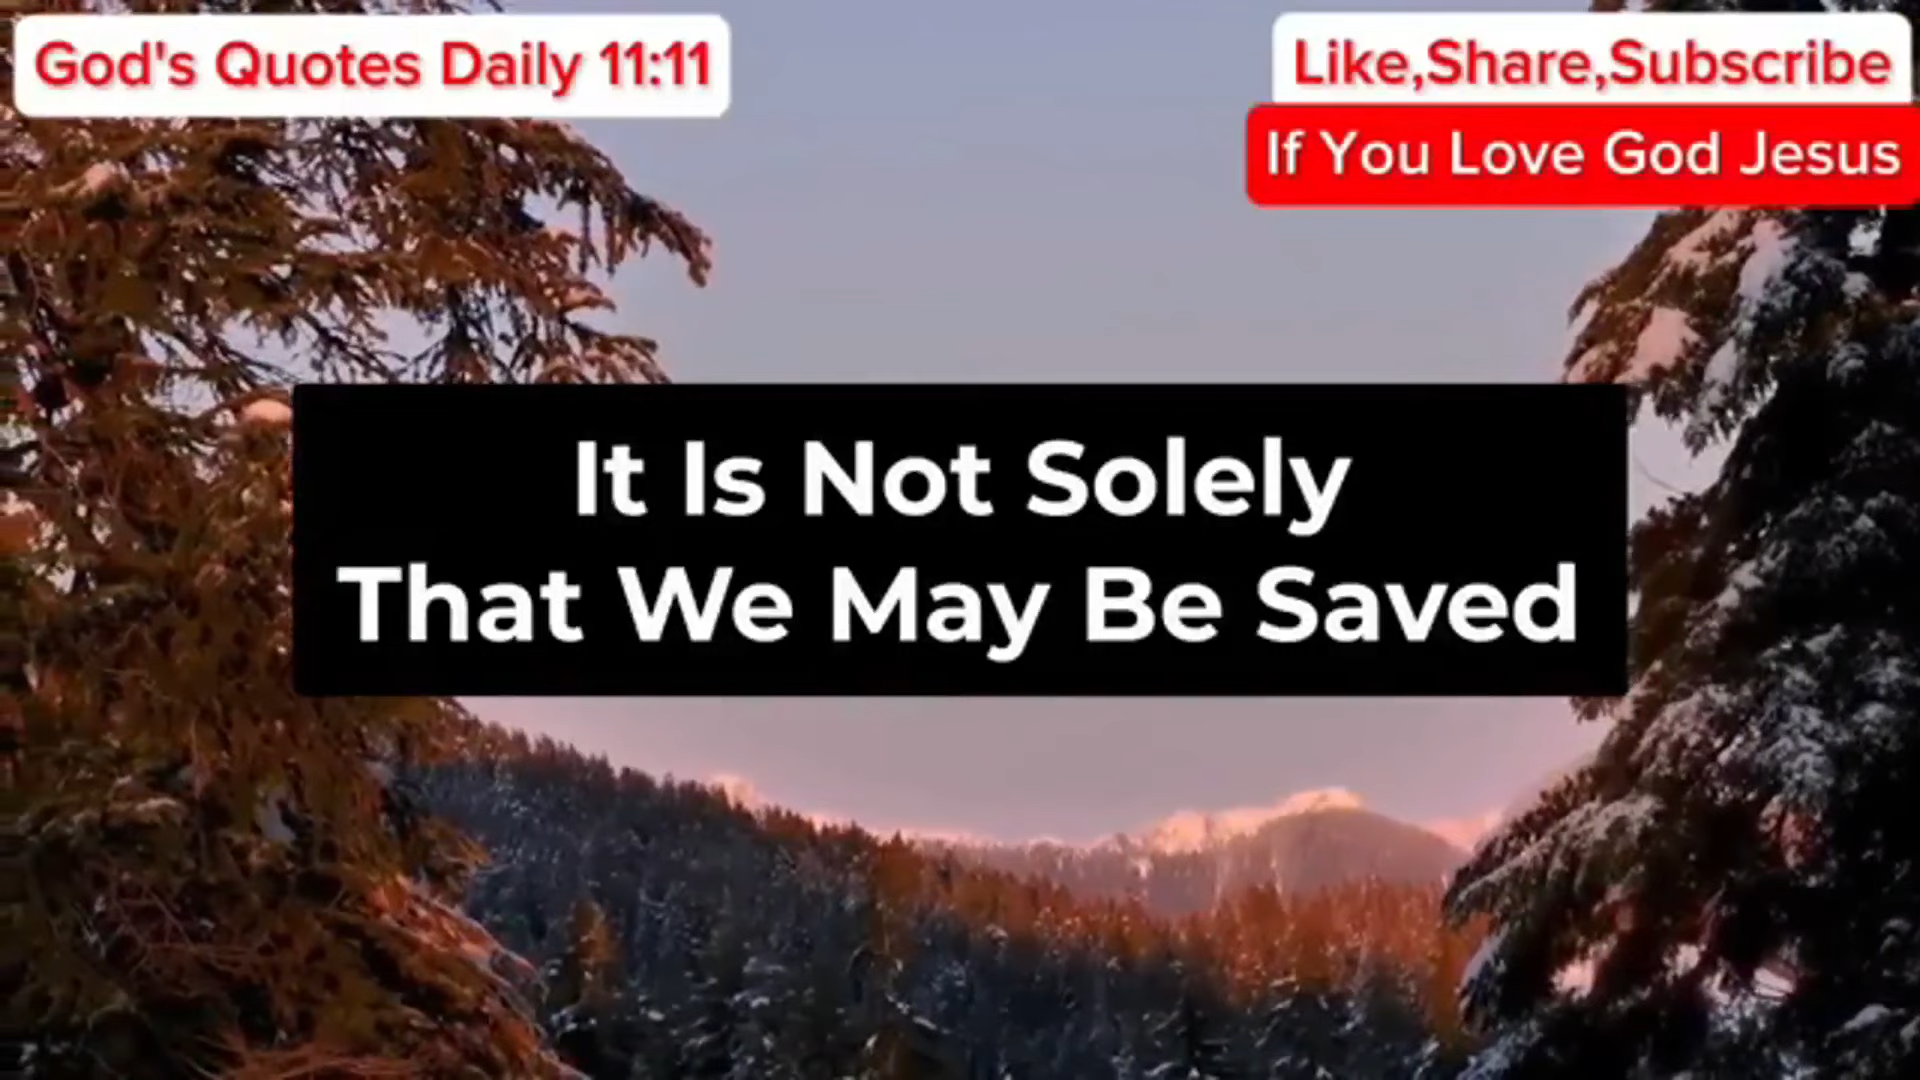 God's Quotes Daily 11:11
Like,Share,Subscribe
If You Love God Jesus
It Is Not Solely
That We May Be Saved